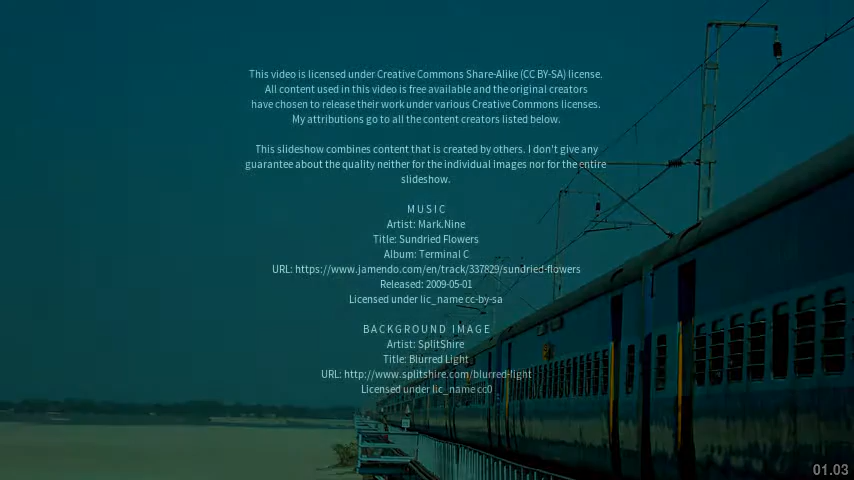 This video is licensed under Creative Commons Share-Alike (CC BY-SA) license.
All content used in this video is free available and the original creators
have chosen to release their work under various Creative Commons licenses.
My attributions go to all the content creators listed below.
This slideshow combines content that is created by others. I don't give any
guarantee about the quality neither for the individual Images nor for the entire
slideshow.
MUSIC
Artist: Mark.Nine
Title: Sundried Flowers
Album: Terminal C
URL: https://www.jamendo.com/en/track/337829/sundried-flowers
Released: 2009-05-01
Licensed under lic_name cc-by-sa
BACKGROUND IMAGE
Artist: SplitShire
Title: Blurred Light
URL: http://www.splitshire.com/blurred-light
Licensed under lic_name cc0
01.03